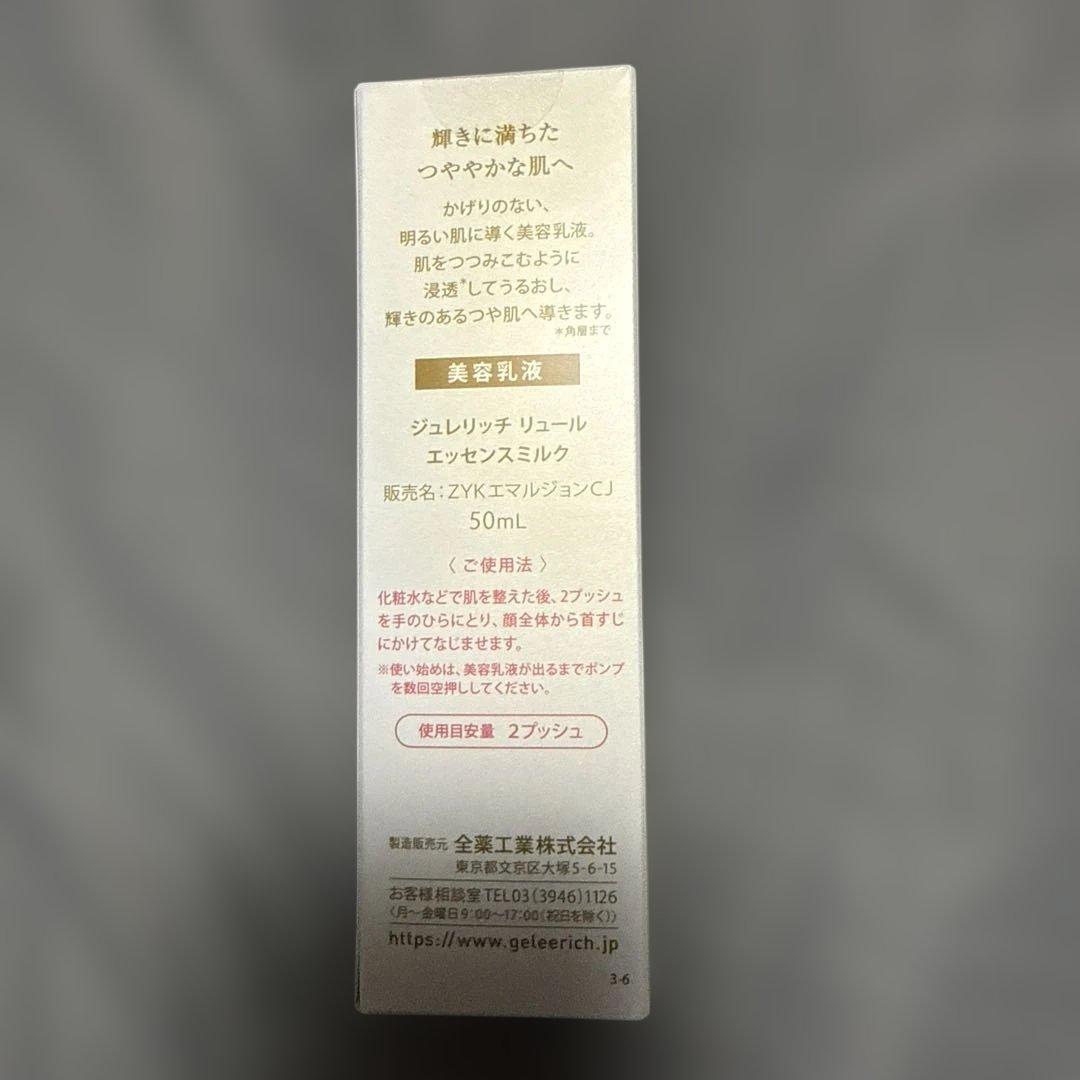 輝きに満ちた
つややかな肌へ
かげりのない、
明るい肌に導く美容乳液。
肌をつつみこむように
浸透*してうるおし、
輝きのあるつや肌へ導きます。
*角層まで
美容乳液
ジュレリッチ リュール
エッセンスミルク
販売名：ZYKエマルジョンCJ
50mL
〈ご使用法〉
化粧水などで肌を整えた後、2プッシュ
を手のひらにとり、顔全体から首すじ
にかけてなじませます。
※使い始めは、美容乳液が出るまでポンプ
を数回空押ししてください。
使用目安量 2プッシュ
製造販売元 全薬工業株式会社
東京都文京区大塚5-6-15
お客様相談室 TEL03(3946)1126
〈月〜金曜日9:00〜17:00(祝日を除く)〉
https://www.geleerich.jp
3-6